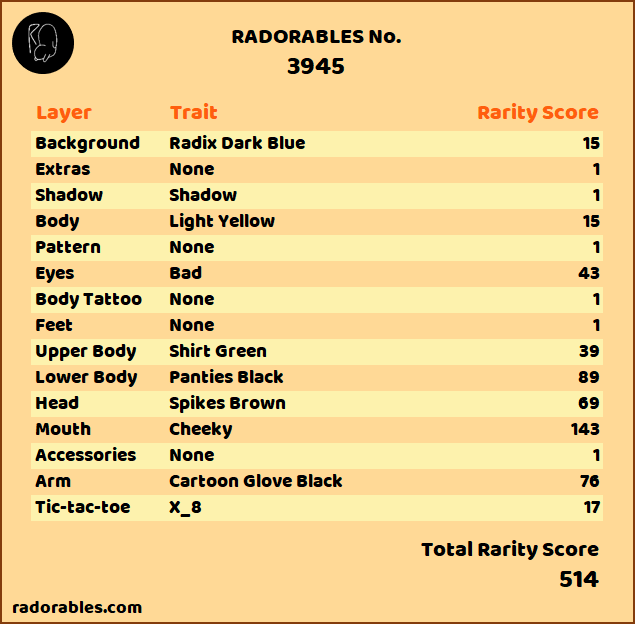 RADORABLES No.
3945
Layer Trait Rarity Score
Background Radix Dark Blue 15
Extras None 1
Shadow Shadow 1
Body Light Yellow 15
Pattern None 1
Eyes Bad 43
Body Tattoo None 1
Feet None 1
Upper Body Shirt Green 39
Lower Body Panties Black 89
Head Spikes Brown 69
Mouth Cheeky 143
Accessories None 1
Arm Cartoon Glove Black 76
Tic-tac-toe X_8 17
Total Rarity Score
514
radorables.com